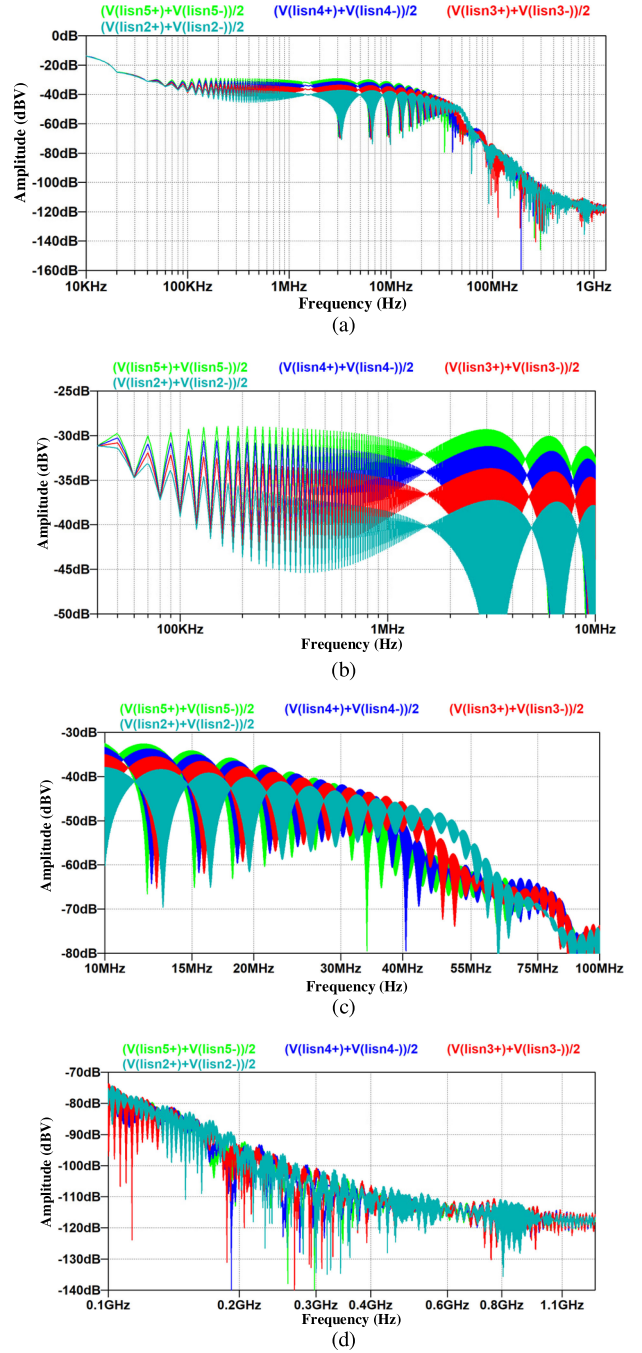 (V(lisn5+)+V(lisn5-))/2 (V(lisn4+)+V(lisn4-))/2 (V(lisn3+)+V(lisn3-))/2
(V(lisn2+)+V(lisn2-))/2
Amplitude (dBV)
0dB
-20dB
-40dB
-60dB
-80dB
-100dB
-120dB
-140dB
-160dB
10KHz 100KHz 1MHz 10MHz 100MHz 1GHz
Frequency (Hz)
(a)
(V(lisn5+)+V(lisn5-))/2 (V(lisn4+)+V(lisn4-))/2 (V(lisn3+)+V(lisn3-))/2
(V(lisn2+)+V(lisn2-))/2
Amplitude (dBV)
-25dB
-30dB
-35dB
-40dB
-45dB
-50dB
100KHz 1MHz 10MHz
Frequency (Hz)
(b)
(V(lisn5+)+V(lisn5-))/2 (V(lisn4+)+V(lisn4-))/2 (V(lisn3+)+V(lisn3-))/2
(V(lisn2+)+V(lisn2-))/2
Amplitude (dBV)
-30dB
-40dB
-50dB
-60dB
-70dB
-80dB
10MHz 15MHz 20MHz 30MHz 40MHz 55MHz 75MHz 100MHz
Frequency (Hz)
(c)
(V(lisn5+)+V(lisn5-))/2 (V(lisn4+)+V(lisn4-))/2 (V(lisn3+)+V(lisn3-))/2
(V(lisn2+)+V(lisn2-))/2
Amplitude (dBV)
-70dB
-80dB
-90dB
-100dB
-110dB
-120dB
-130dB
-140dB
0.1GHz 0.2GHz 0.3GHz 0.4GHz 0.6GHz 0.8GHz 1.1GHz
Frequency (Hz)
(d)